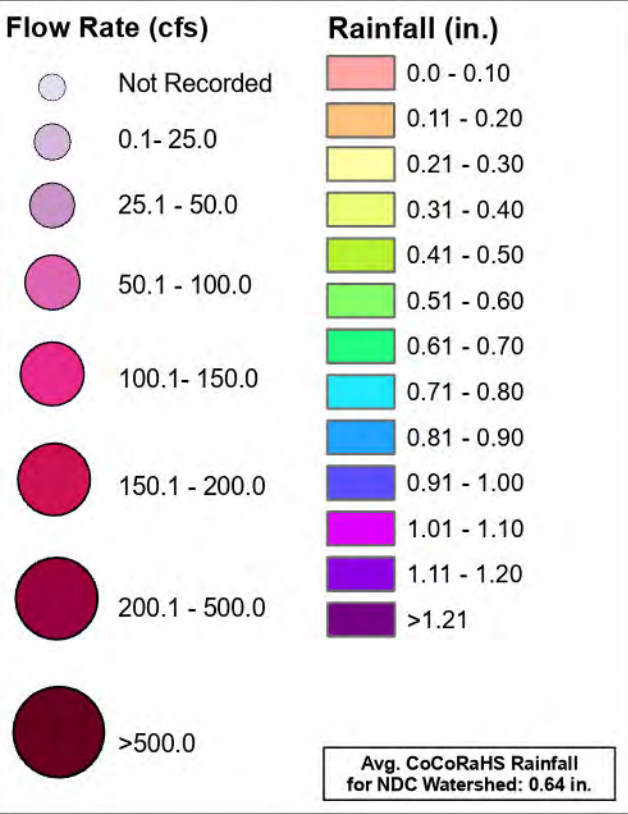 Flow Rate (cfs)
Not Recorded
0.1- 25.0
25.1 - 50.0
50.1 - 100.0
100.1- 150.0
150.1 - 200.0
200.1 - 500.0
>500.0
Rainfall (in.)
0.0 - 0.10
0.11 - 0.20
0.21 - 0.30
0.31 - 0.40
0.41 - 0.50
0.51 - 0.60
0.61 - 0.70
0.71 - 0.80
0.81 - 0.90
0.91 - 1.00
1.01 - 1.10
1.11 - 1.20
>1.21
Avg. CoCoRaHS Rainfall
for NDC Watershed: 0.64 in.